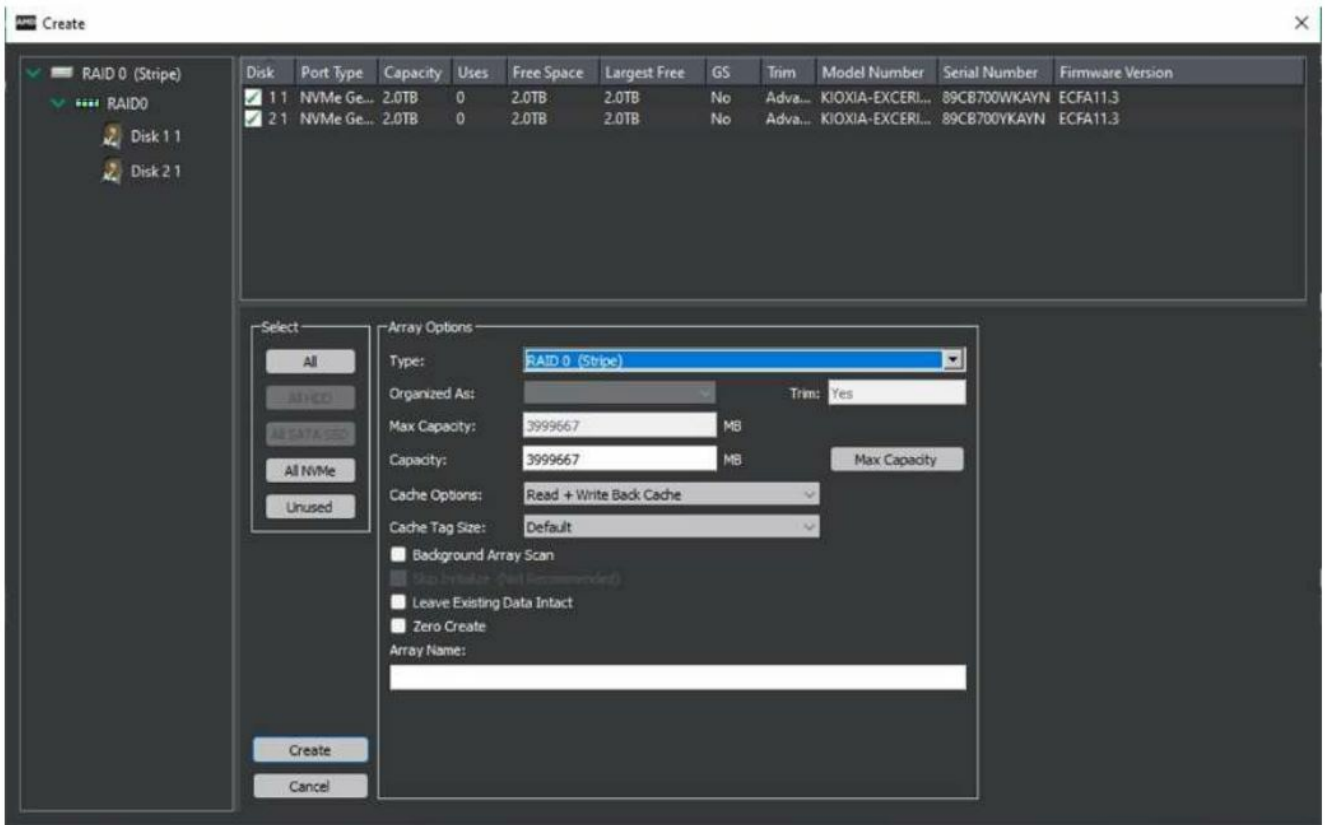 AMD Create
RAID 0 (Stripe)
RAID0
Disk 1 1
Disk 2 1
Disk Port Type Capacity Uses Free Space Largest Free GS Trim Model Number Serial Number Firmware Version
1 1 NVMe Ge... 2.0TB 0 2.0TB 2.0TB No Adva... KIOXIA-EXCERI... 89CB700WKAYN ECFA11.3
2 1 NVMe Ge... 2.0TB 0 2.0TB 2.0TB No Adva... KIOXIA-EXCERI... 89CB700YKAYN ECFA11.3
Select
All
All HDD
All SATA SSD
All NVMe
Unused
Array Options
Type: RAID 0 (Stripe)
Organized As: Trim: Yes
Max Capacity: 3999667 MB
Capacity: 3999667 MB Max Capacity
Cache Options: Read + Write Back Cache
Cache Tag Size: Default
Background Array Scan
Skip Initialize (Not Recommended)
Leave Existing Data Intact
Zero Create
Array Name:
Create
Cancel